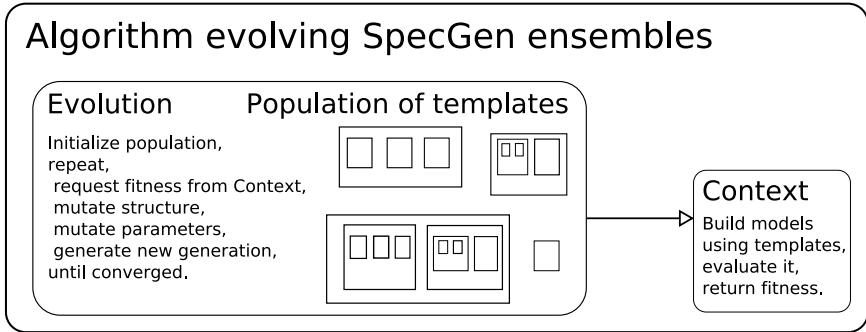 Algorithm evolving SpecGen ensembles
Evolution
Population of templates
Initialize population,
repeat,
request fitness from Context,
mutate structure,
mutate parameters,
generate new generation,
until converged.
Context
Build models
using templates,
evaluate it,
return fitness.